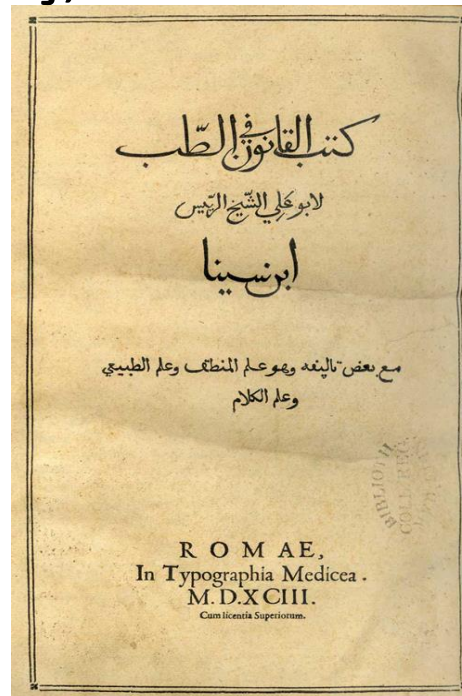 كتب القانون في الطب
لابو علي الشيخ الرئيس
ابن سينا
مع بعض تاليفه وهو علم المنطق وعلم الطبيعي
وعلم الكلام
ROMAE,
In Typographia Medicea.
M.D.XCIII.
Cum licentia Superiorum.